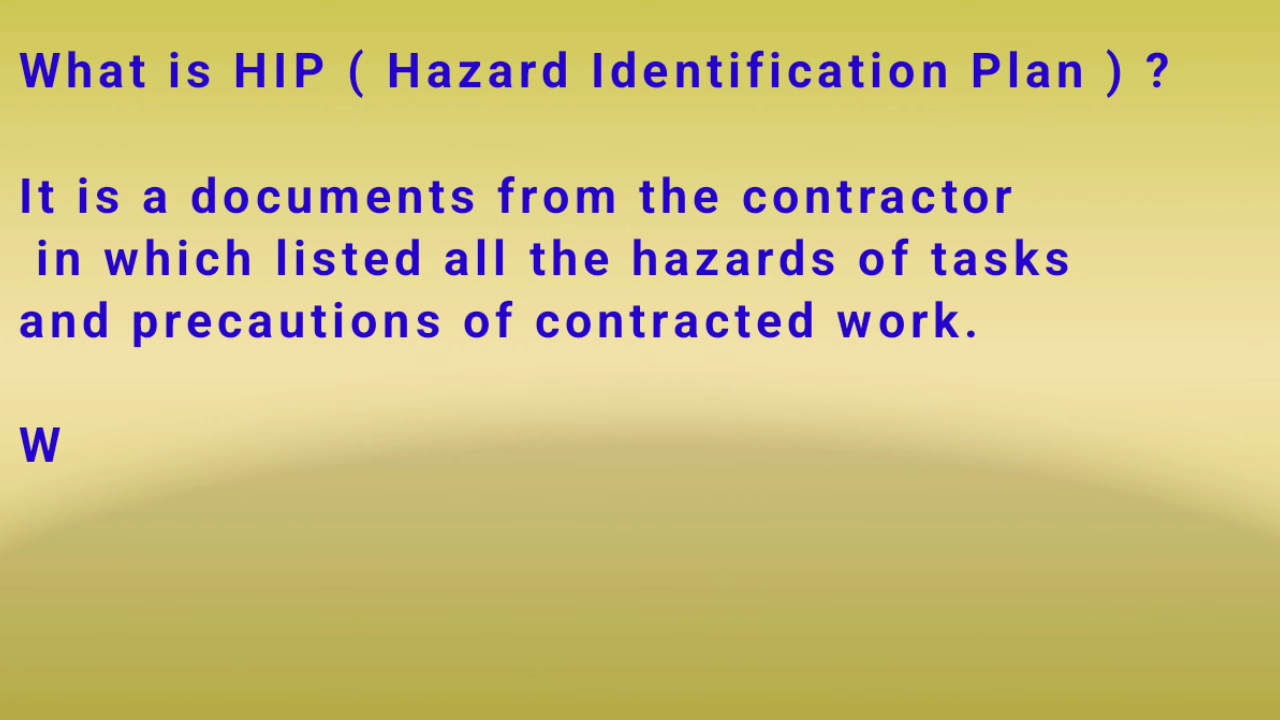 What is HIP ( Hazard Identification Plan ) ?
It is a documents from the contractor
in which listed all the hazards of tasks
and precautions of contracted work.
W